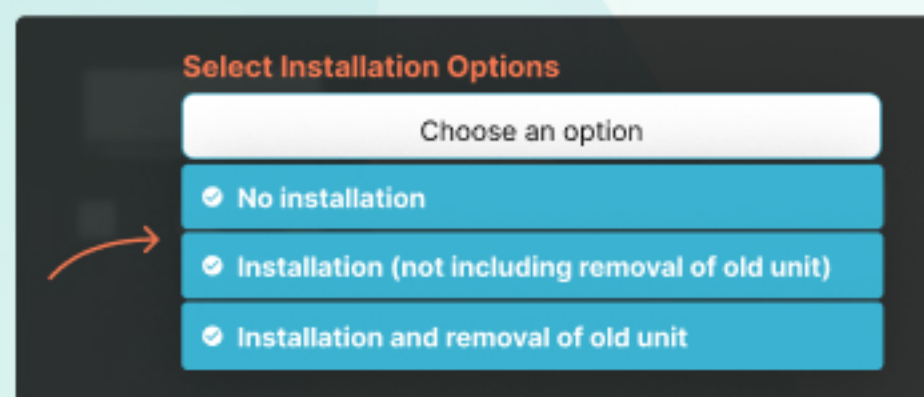 Select Installation Options
Choose an option
No installation
Installation (not including removal of old unit)
Installation and removal of old unit